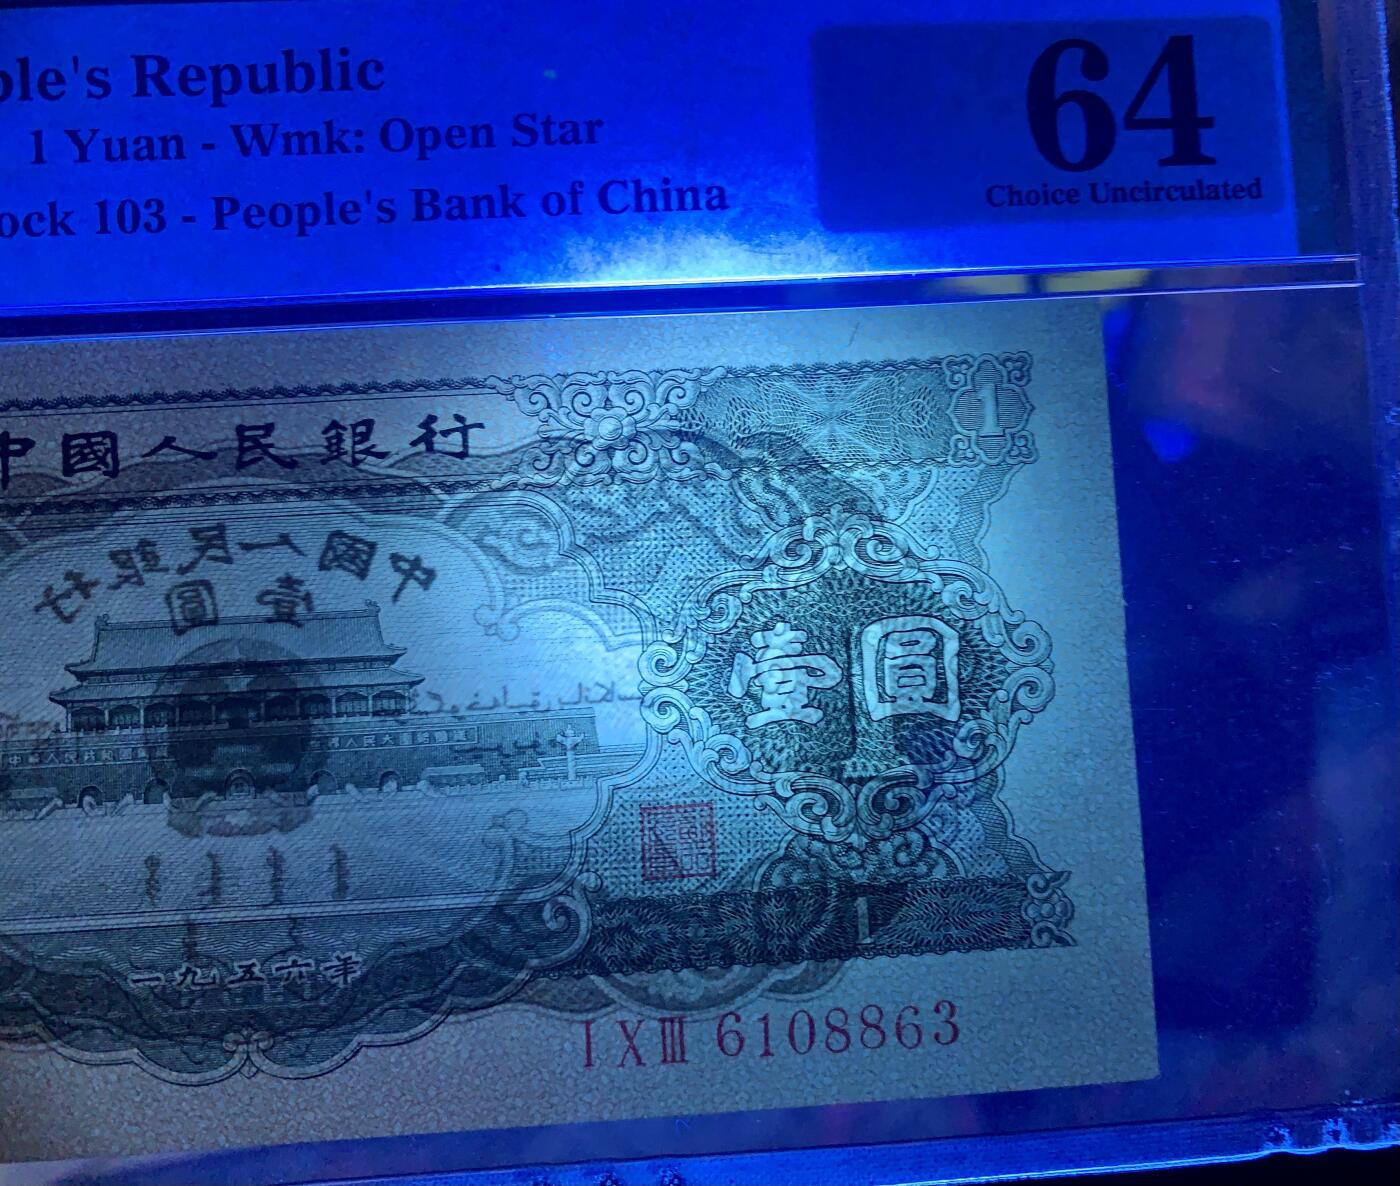 ple's Republic
1 Yuan - Wmk: Open Star
ock 103 - People's Bank of China
64
Choice Uncirculated
中國人民銀行
1
中國人民銀行
壹圓
壹圓
1
一九五六年
I X III 6108863